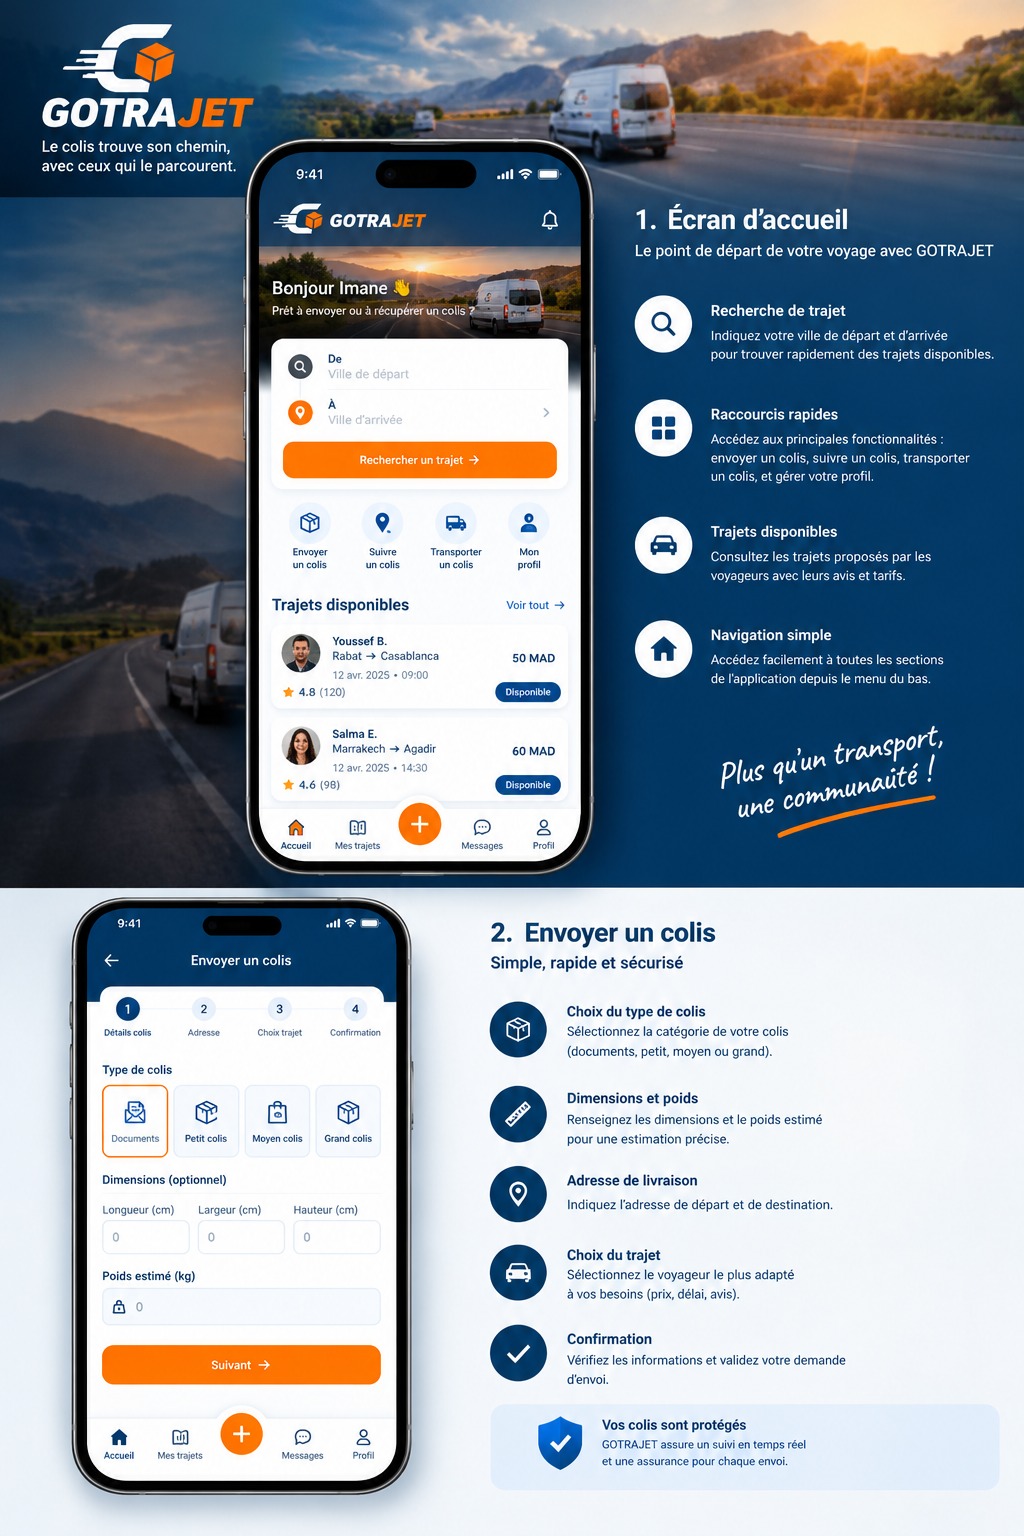 GOTRAJET
Le colis trouve son chemin,
avec ceux qui le parcourent.
9:41
GOTRAJET
Bonjour Imane 👋
Prêt à envoyer ou à récupérer un colis ?
De
Ville de départ
À
Ville d'arrivée
Rechercher un trajet →
Envoyer
un colis
Suivre
un colis
Transporter
un colis
Mon
profil
Trajets disponibles
Voir tout →
Youssef B.
Rabat → Casablanca
50 MAD
12 avr. 2025 • 09:00
4.8 (120)
Disponible
Salma E.
Marrakech → Agadir
60 MAD
12 avr. 2025 • 14:30
4.6 (98)
Disponible
Accueil
Mes trajets
+
Messages
Profil
1. Écran d'accueil
Le point de départ de votre voyage avec GOTRAJET
Recherche de trajet
Indiquez votre ville de départ et d'arrivée
pour trouver rapidement des trajets disponibles.
Raccourcis rapides
Accédez aux principales fonctionnalités :
envoyer un colis, suivre un colis, transporter
un colis, et gérer votre profil.
Trajets disponibles
Consultez les trajets proposés par les
voyageurs avec leurs avis et tarifs.
Navigation simple
Accédez facilement à toutes les sections
de l'application depuis le menu du bas.
Plus qu'un transport,
une communauté !
9:41
← Envoyer un colis
1
2
3
4
Détails colis
Adresse
Choix trajet
Confirmation
Type de colis
Documents
Petit colis
Moyen colis
Grand colis
Dimensions (optionnel)
Longueur (cm)
Largeur (cm)
Hauteur (cm)
0
0
0
Poids estimé (kg)
0
Suivant →
Accueil
Mes trajets
+
Messages
Profil
2. Envoyer un colis
Simple, rapide et sécurisé
Choix du type de colis
Sélectionnez la catégorie de votre colis
(documents, petit, moyen ou grand).
Dimensions et poids
Renseignez les dimensions et le poids estimé
pour une estimation précise.
Adresse de livraison
Indiquez l'adresse de départ et de destination.
Choix du trajet
Sélectionnez le voyageur le plus adapté
à vos besoins (prix, délai, avis).
Confirmation
Vérifiez les informations et validez votre demande
d'envoi.
Vos colis sont protégés
GOTRAJET assure un suivi en temps réel
et une assurance pour chaque envoi.